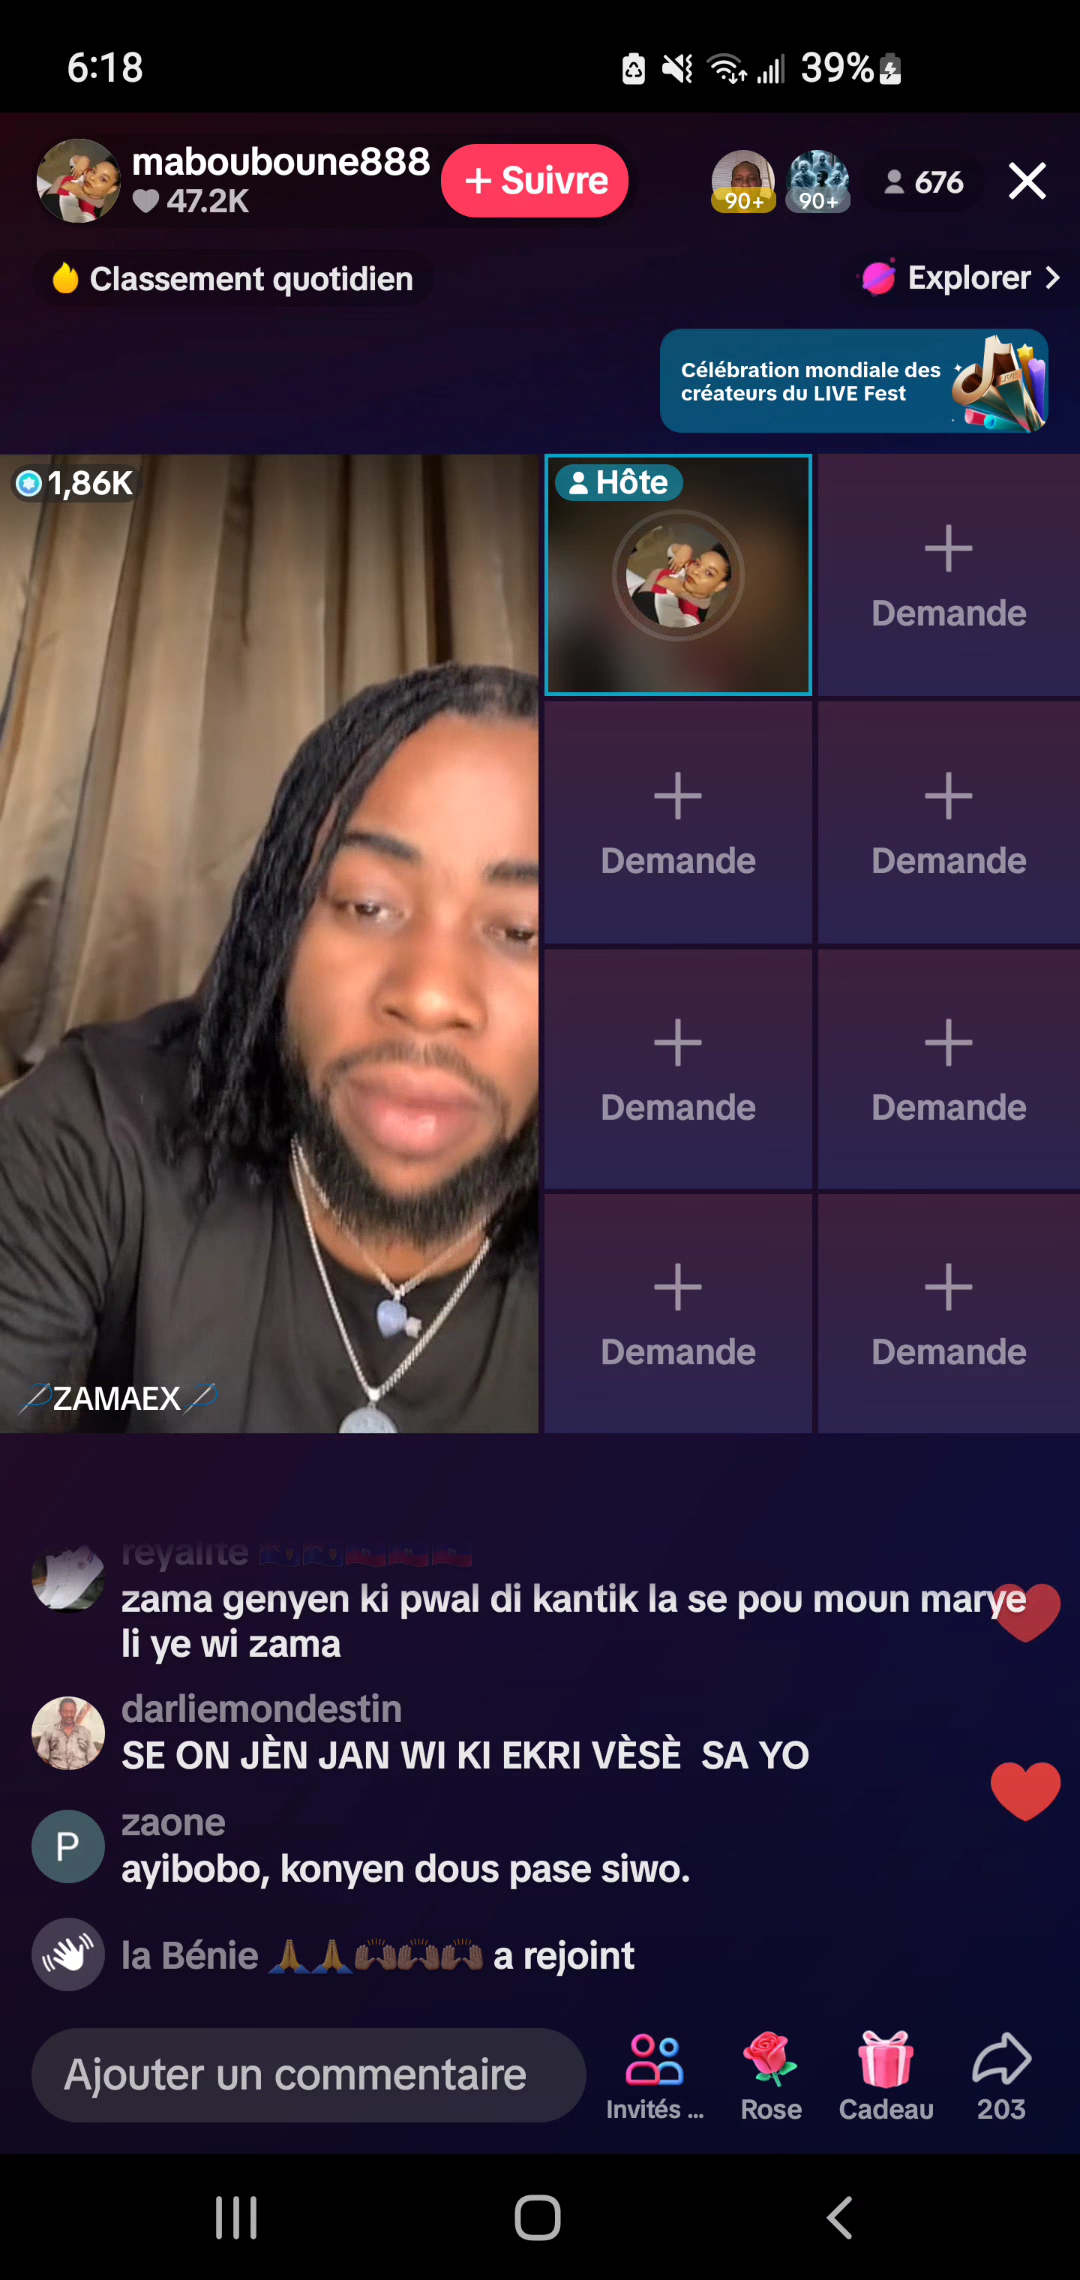 6:18
39%
mabouboune888
47.2K
+ Suivre
90+
90+
676
Classement quotidien
Explorer
Célébration mondiale des
créateurs du LIVE Fest
1,86K
Hôte
Demande
Demande
Demande
Demande
Demande
Demande
Demande
ZAMAEX
reyalite
zama genyen ki pwal di kantik la se pou moun marye
li ye wi zama
darliemondestin
SE ON JÈN JAN WI KI EKRI VÈSÈ SA YO
P
zaone
ayibobo, konyen dous pase siwo.
la Bénie 🙏🙏🙌🙌🙌 a rejoint
Ajouter un commentaire
Invités ...
Rose
Cadeau
203